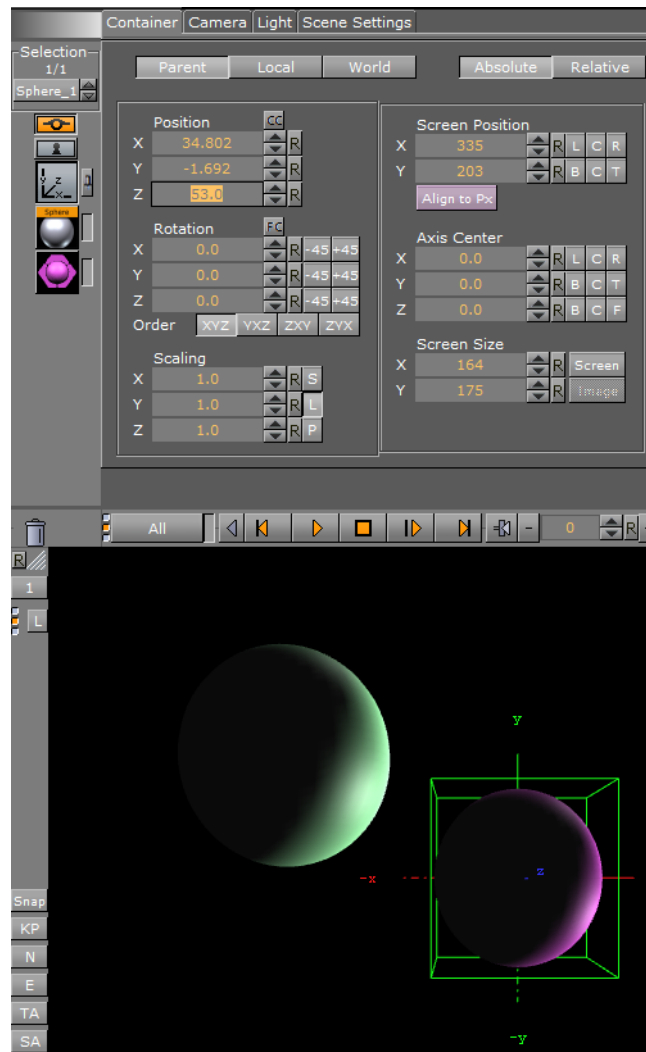 Container Camera Light Scene Settings
Selection
1/1
Sphere_1
Parent Local World Absolute Relative
Position CC
X 34.802 R
Y -1.692 R
Z 53.0 R
Rotation FC
X 0.0 R -45 +45
Y 0.0 R -45 +45
Z 0.0 R -45 +45
Order XYZ YXZ ZXY ZYX
Scaling
X 1.0 R S
Y 1.0 R L
Z 1.0 R P
Screen Position
X 335 R L C R
Y 203 R B C T
Align to Px
Axis Center
X 0.0 R L C R
Y 0.0 R B C T
Z 0.0 R B C F
Screen Size
X 164 R Screen
Y 175 R Image
y z
x
Sphere
All - 0 R -
R
1
L
y
-x
z
-y
Snap
KP
N
E
TA
SA